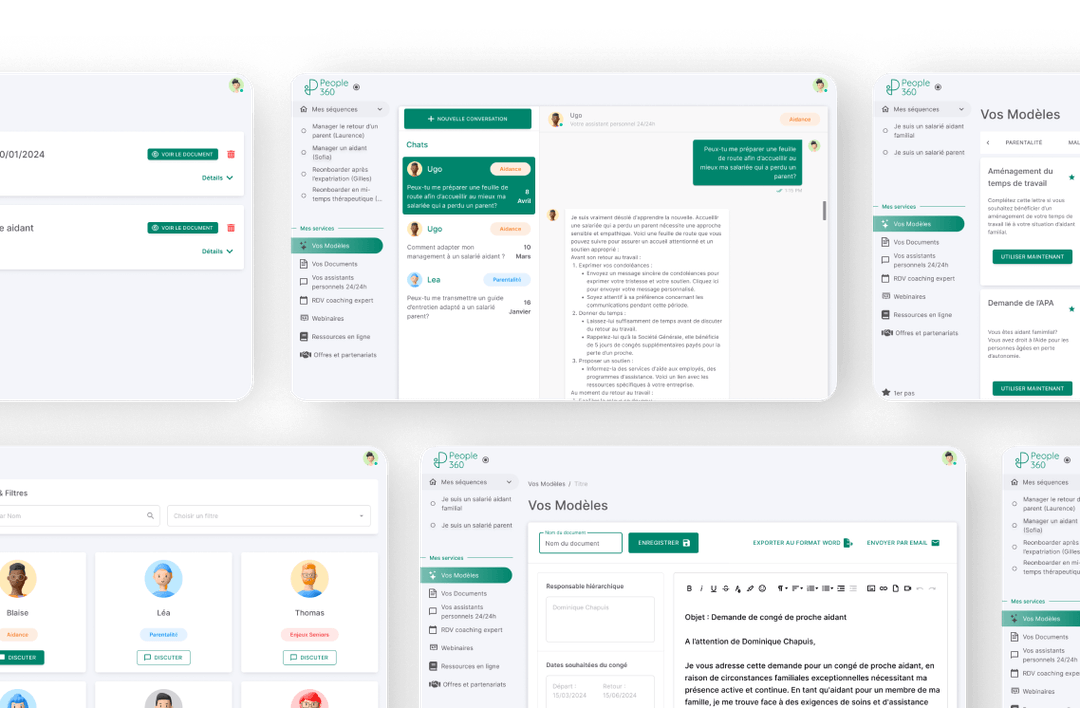 0/01/2024
VOIR LE DOCUMENT
Détails
e aidant
VOIR LE DOCUMENT
Détails
People
360
Mes séquences
Manager le retour d'un
parent (Laurence)
Manager un aidant
(Sofia)
Reonboarder après
l'expatriation (Gilles)
Reonboarder en mi-
temps thérapeutique (...
Mes services
Vos Modèles
Vos Documents
Vos assistants
personnels 24/24h
RDV coaching expert
Webinaires
Ressources en ligne
Offres et partenariats
NOUVELLE CONVERSATION
Chats
Ugo
Aidance
Peux-tu me préparer une feuille de
route afin d'accueillir au mieux ma
salariée qui a perdu un parent?
8
Avril
Ugo
Aidance
Comment adapter mon
management à un salarié aidant ?
10
Mars
Lea
Parentalité
Peux-tu me transmettre un guide
d'entretien adapté a un salarié
parent?
16
Janvier
Ugo
Votre assistant personnel 24/24h
Aidance
Peux-tu me préparer une feuille
de route afin d'accueillir au
mieux ma salariée qui a perdu un
parent?
Je suis vraiment désolé d'apprendre la nouvelle. Accueillir
une salariée qui a perdu un parent nécessite une approche
sensible et empathique. Voici une feuille de route que vous
pouvez suivre pour assurer un accueil attentionné et un
soutien approprié :
Avant son retour au travail :
1. Exprimer vos condoléances :
• Envoyez un message sincère de condoléances pour
exprimer votre tristesse et votre soutien. Cliquez ici
pour envoyer votre message personnalisé.
• Soyez attentif à sa préférence concernant les
communications pendant cette période.
2. Donner du temps :
• Laissez-lui suffisamment de temps avant de discuter
du retour au travail.
• Rappelez-lui qu'à la Société Générale, elle bénéficie
de 5 jours de congés supplémentaires payés pour la
perte d'un proche.
3. Proposer un soutien :
• Informez-la des services d'aide aux employés, des
programmes d'assistance. Voici un lien avec les
ressources spécifiques à votre entreprise.
Au moment du retour au travail :
People
360
Mes séquences
Je suis un salarié aidant
familial
Je suis un salarié parent
Mes services
Vos Modèles
Vos Documents
Vos assistants
personnels 24/24h
RDV coaching expert
Webinaires
Ressources en ligne
Offres et partenariats
1er pas
Vos Modèles
PARENTALITÉ
MAL
Aménagement du
temps de travail
Complétez cette lettre si vous
souhaitez bénéficier d'un
aménagement de votre temps de
travail lié à votre situation d'aidant
familial.
UTILISER MAINTENANT
Demande de l'APA
Vous êtes aidant familial?
Vous avez droit à l'Aide pour les
personnes âgées en perte
d'autonomie.
UTILISER MAINTENANT
& Filtres
ar Nom
Choisir un filtre
Blaise
Aidance
DISCUTER
Léa
Parentalité
DISCUTER
Thomas
Enjeux Seniors
DISCUTER
People
360
Mes séquences
Je suis un salarié aidant
familial
Je suis un salarié parent
Mes services
Vos Modèles
Vos Documents
Vos assistants
personnels 24/24h
RDV coaching expert
Webinaires
Ressources en ligne
Offres et partenariats
Vos Modèles / Titre
Vos Modèles
Nom du document
Nom du document
ENREGISTRER
EXPORTER AU FORMAT WORD
ENVOYER PAR EMAIL
Responsable hiérarchique
Dominique Chapuis
Dates souhaitées du congé
Départ :
15/03/2024
Retour :
15/06/2024
Objet : Demande de congé de proche aidant
A l'attention de Dominique Chapuis,
Je vous adresse cette demande pour un congé de proche aidant, en
raison de circonstances familiales exceptionnelles nécessitant ma
présence active et continue. En tant qu'aidant pour un membre de ma
famille, je me trouve face à des exigences de soins et d'assistance
People
360
Mes séquences
Manager le retour d
parent (Laurence)
Manager un aidant
(Sofia)
Reonboarder après
l'expatriation (Gilles)
Reonboarder en mi-
temps thérapeutique
Mes services
Vos Modèles
Vos Documents
Vos assistants
personnels 24/24h
RDV coaching expe
Webinaires